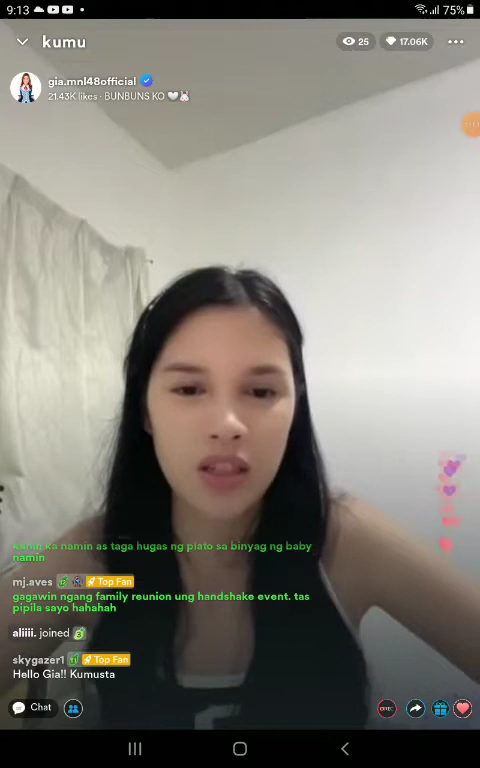 9:13
75%
kumu
25
17.06K
gia.mnl48official
21.43K likes · BUNBUNS KO
ka namin as taga hugas ng plato sa binyag ng baby
namin
mj.aves Top Fan
gagawin ngang family reunion ung handshake event. tas
pipila sayo hahahah
aliiii. joined
skygazer1 Top Fan
Hello Gia!! Kumusta
Chat